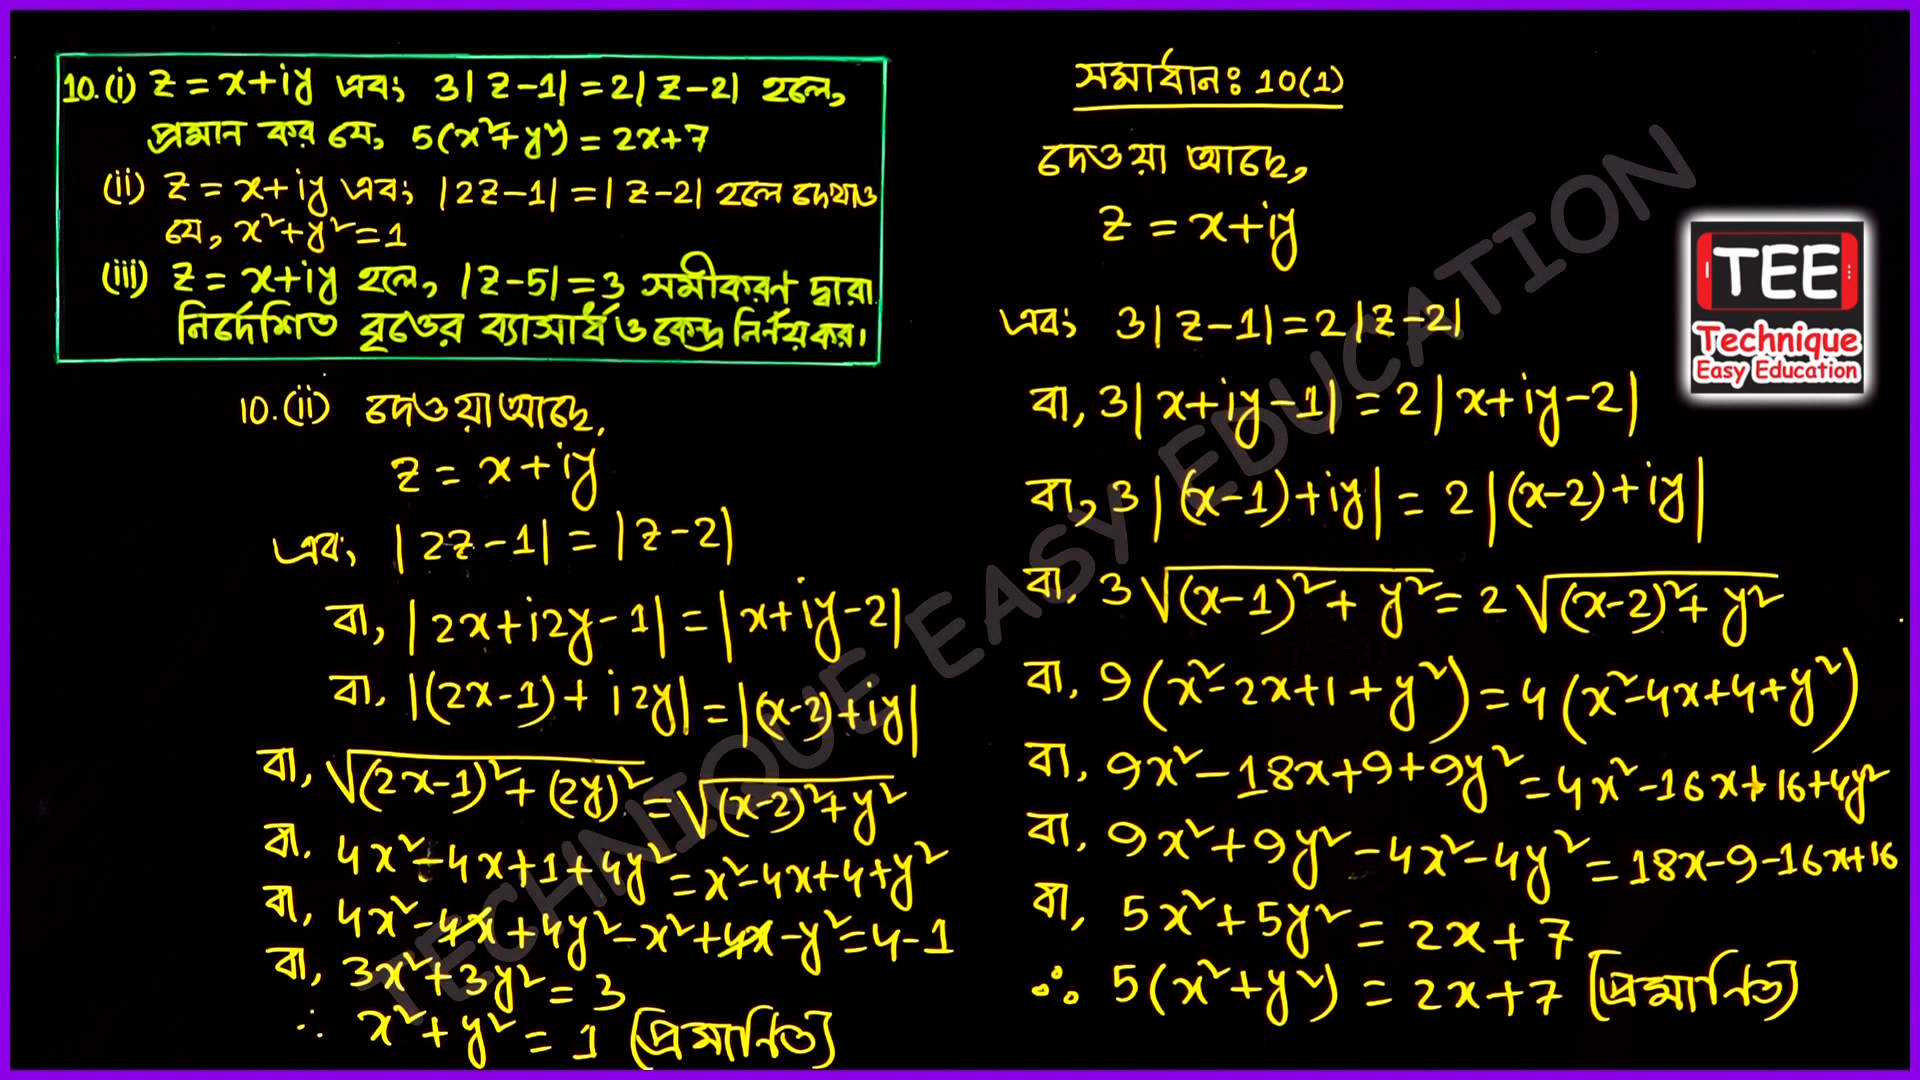 10.(i) z = x+iy এবং 3|z-1| = 2|z-2| হলে,
প্রমান কর যে, 5(x²+y²) = 2x+7
(ii) z = x+iy এবং |2z-1| = |z-2| হলে দেখাও
যে, x²+y²=1
(iii) z = x+iy হলে, |z-5| = 3 সমীকরণ দ্বারা
নির্দেশিত বৃত্তের ব্যাসার্ধ ও কেন্দ্র নির্ণয় কর।
10.(ii) দেওয়া আছে,
z = x+iy
এবং |2z-1| = |z-2|
বা, |2x+i2y-1| = |x+iy-2|
বা, |(2x-1)+i2y| = |(x-2)+iy|
বা, √(2x-1)²+(2y)² = √(x-2)²+y²
বা, 4x²-4x+1+4y² = x²-4x+4+y²
বা, 4x²-4x+4y²-x²+4x-y² = 4-1
বা, 3x²+3y² = 3
∴ x²+y² = 1 [প্রমাণিত]
সমাধান: 10(1)
দেওয়া আছে,
z = x+iy
এবং 3|z-1| = 2|z-2|
বা, 3|x+iy-1| = 2|x+iy-2|
বা, 3|(x-1)+iy| = 2|(x-2)+iy|
বা, 3√(x-1)²+y² = 2√(x-2)²+y²
বা, 9(x²-2x+1+y²) = 4(x²-4x+4+y²)
বা, 9x²-18x+9+9y² = 4x²-16x+16+4y²
বা, 9x²+9y²-4x²-4y² = 18x-9-16x+16
বা, 5x²+5y² = 2x+7
∴ 5(x²+y²) = 2x+7 [প্রমাণিত]
TEE
Technique
Easy Education
TECHNIQUE EASY EDUCATION